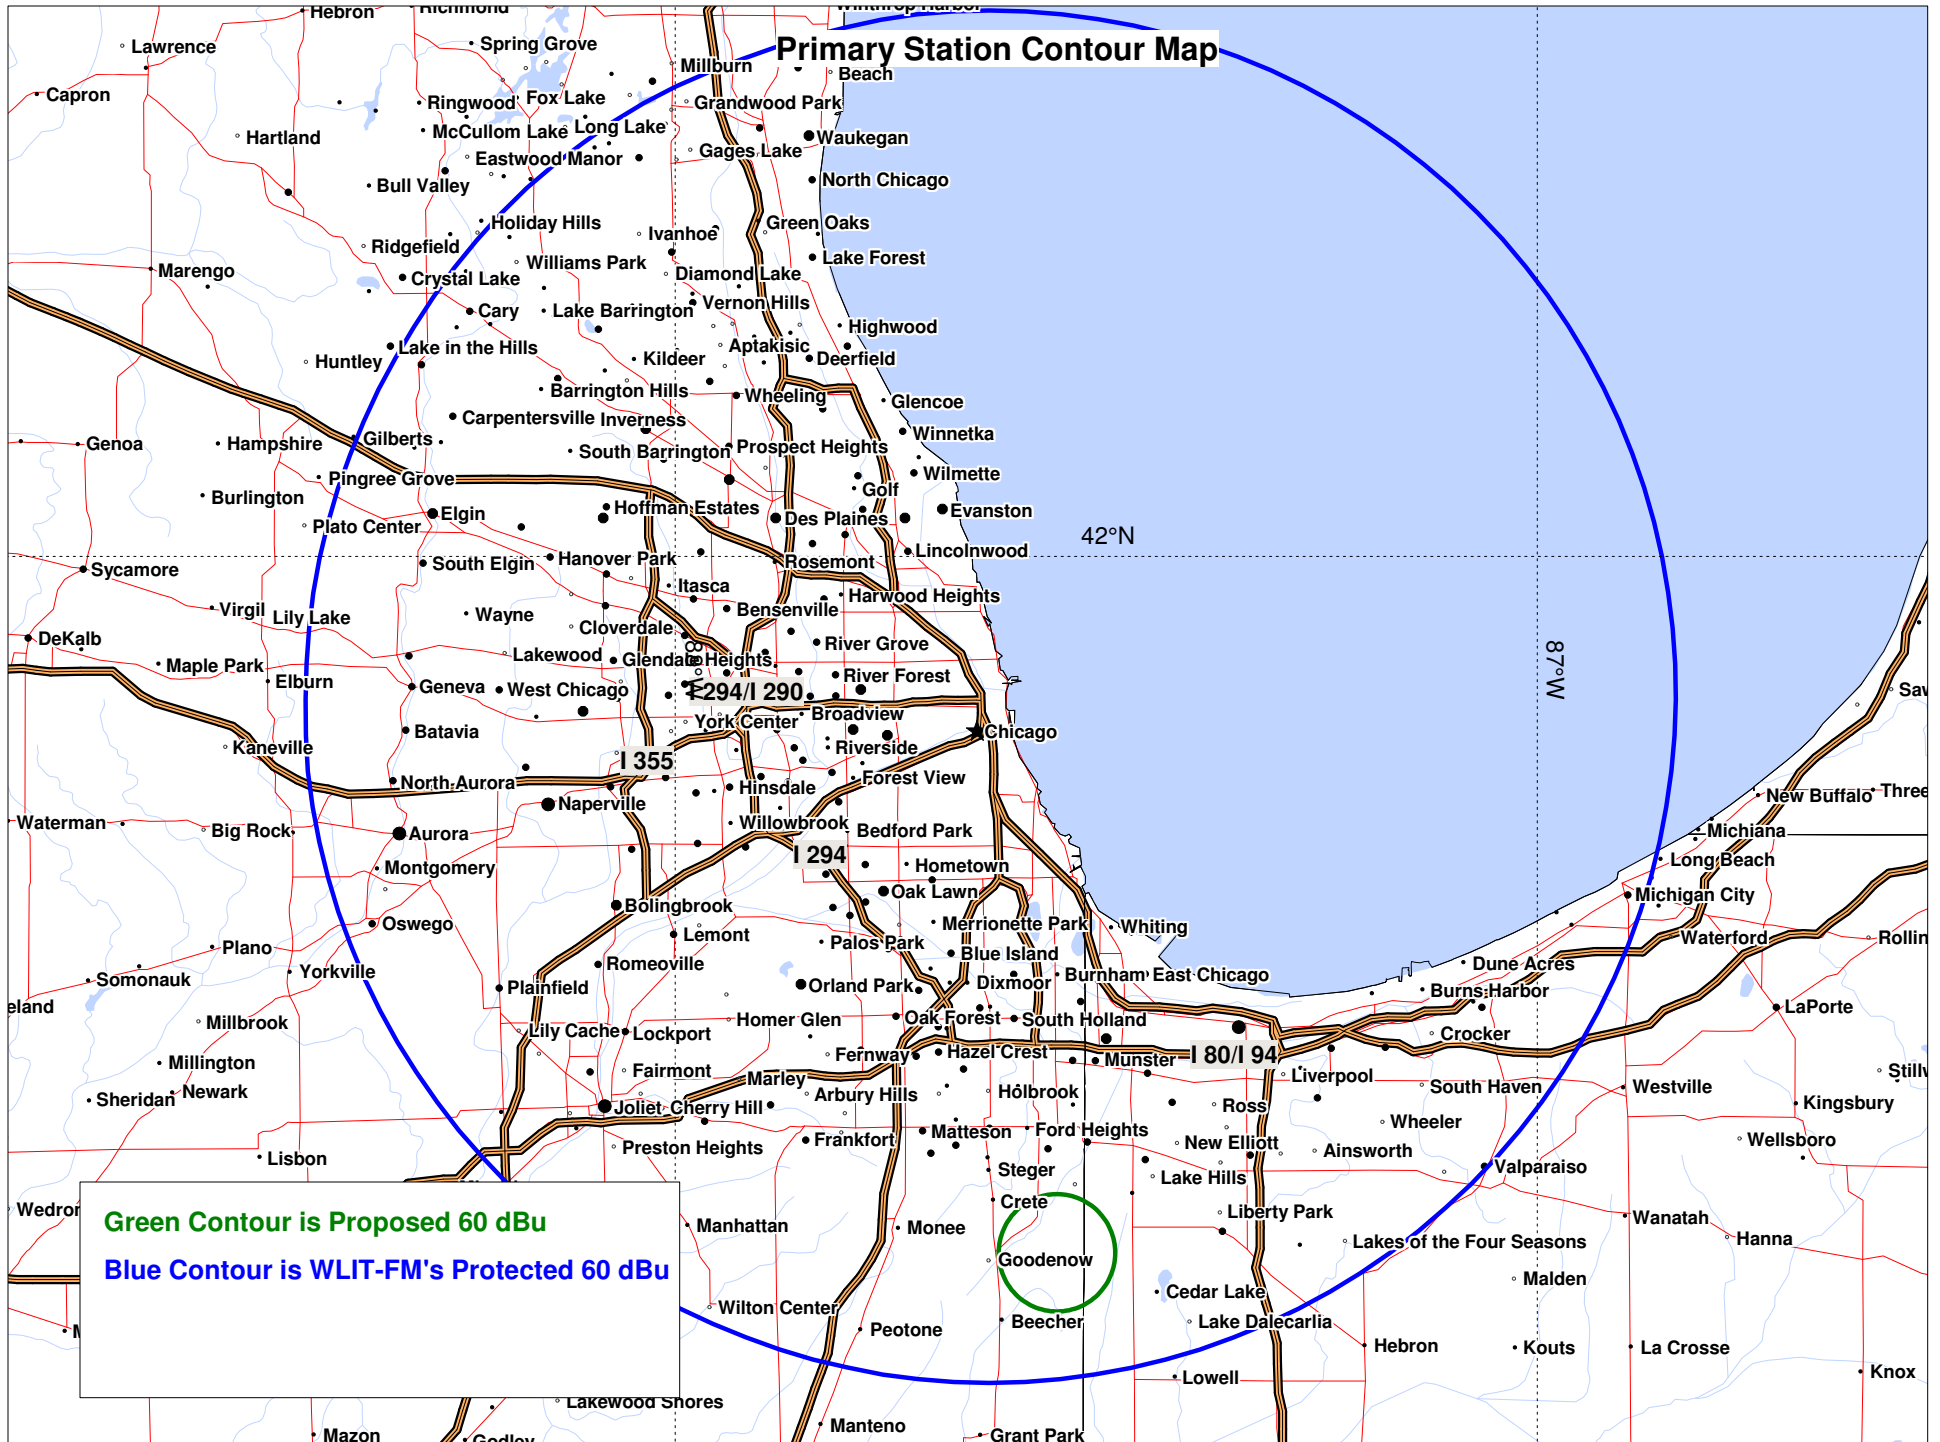 Hebron
Richmond
Winthrop Harbor
Lawrence
Spring Grove
Primary Station Contour Map
Millburn
Beach
Capron
Ringwood
Fox Lake
Grandwood Park
Hartland
McCullom Lake
Long Lake
Waukegan
Eastwood Manor
Gages Lake
Bull Valley
North Chicago
Holiday Hills
Ivanhoe
Green Oaks
Ridgefield
Williams Park
Lake Forest
Marengo
Crystal Lake
Diamond Lake
Cary
Lake Barrington
Vernon Hills
Highwood
Huntley
Lake in the Hills
Kildeer
Aptakisic
Deerfield
Barrington Hills
Wheeling
Glencoe
Carpentersville
Inverness
Winnetka
Genoa
Hampshire
Gilberts
South Barrington
Prospect Heights
Pingree Grove
Wilmette
Burlington
Golf
Elgin
Hoffman Estates
Des Plaines
Evanston
Plato Center
42°N
Sycamore
South Elgin
Hanover Park
Rosemont
Lincolnwood
Itasca
Harwood Heights
Virgil
Lily Lake
Wayne
Bensenville
DeKalb
Cloverdale
River Grove
Maple Park
Lakewood
Glendale Heights
87°W
Elburn
Geneva
West Chicago
I 294/I 290
River Forest
Broadview
Kaneville
Batavia
York Center
Riverside
Chicago
I 355
North Aurora
Hinsdale
Forest View
New Buffalo
Three
Waterman
Big Rock
Naperville
Willowbrook
Bedford Park
Michiana
Aurora
I 294
Long Beach
Montgomery
Hometown
Oak Lawn
Michigan City
Oswego
Bolingbrook
Merrionette Park
Whiting
Plano
Lemont
Palos Park
Blue Island
Waterford
Rollin
Somonauk
Yorkville
Romeoville
Dixmoor
Burnham
East Chicago
Dune Acres
eland
Plainfield
Orland Park
Burns Harbor
LaPorte
Millbrook
Lily Cache
Lockport
Homer Glen
Oak Forest
South Holland
Crocker
Millington
Fernway
Hazel Crest
Munster
I 80/I 94
Sheridan
Newark
Fairmont
Marley
Arbury Hills
Holbrook
Liverpool
South Haven
Westville
Joliet
Cherry Hill
Ross
Wheeler
Kingsbury
Preston Heights
Frankfort
Matteson
Ford Heights
New Elliott
Ainsworth
Wellsboro
Lisbon
Steger
Lake Hills
Valparaiso
Crete
Liberty Park
Green Contour is Proposed 60 dBu
Manhattan
Monee
Wanatah
Hanna
Lakes of the Four Seasons
Blue Contour is WLIT-FM's Protected 60 dBu
Goodenow
Malden
Wilton Center
Cedar Lake
Peotone
Beecher
Lake Dalecarlia
Hebron
Kouts
La Crosse
Lowell
Knox
Lakewood Shores
Mazon
Godley
Manteno
Grant Park